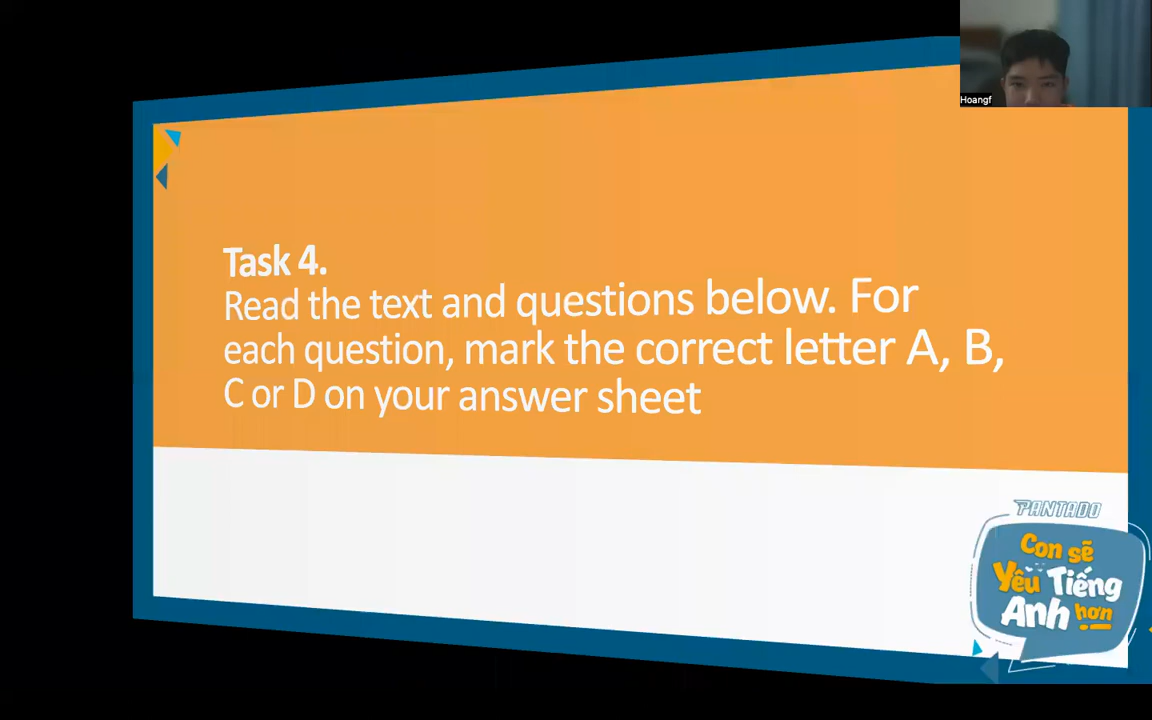 Hoangf
Task 4.
Read the text and questions below. For
each question, mark the correct letter A, B,
C or D on your answer sheet
PANTADO
Con sẽ
Yêu Tiếng
Anh hơn